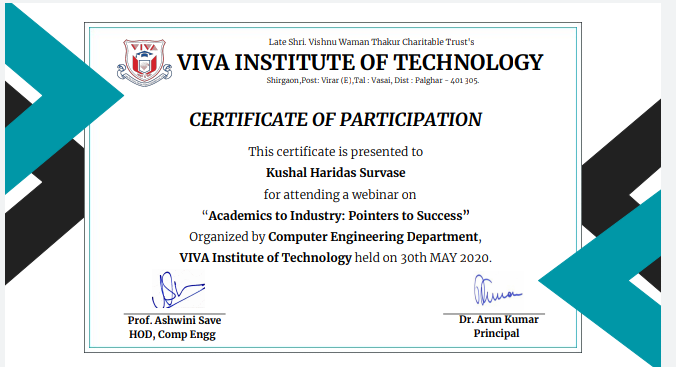 Late Shri. Vishnu Waman Thakur Charitable Trust's
VIVA
VIVA INSTITUTE OF TECHNOLOGY
Shirgaon,Post: Virar (E),Tal : Vasai, Dist : Palghar - 401 305.
CERTIFICATE OF PARTICIPATION
This certificate is presented to
Kushal Haridas Survase
for attending a webinar on
“Academics to Industry: Pointers to Success”
Organized by Computer Engineering Department,
VIVA Institute of Technology held on 30th MAY 2020.
Prof. Ashwini Save
HOD, Comp Engg
Dr. Arun Kumar
Principal